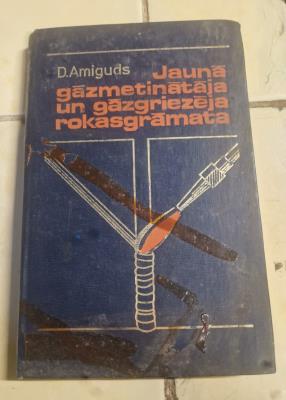 D.Amiguds Jaunā
gāzmetinātāja
un gāzgriezēja
rokasgrāmata